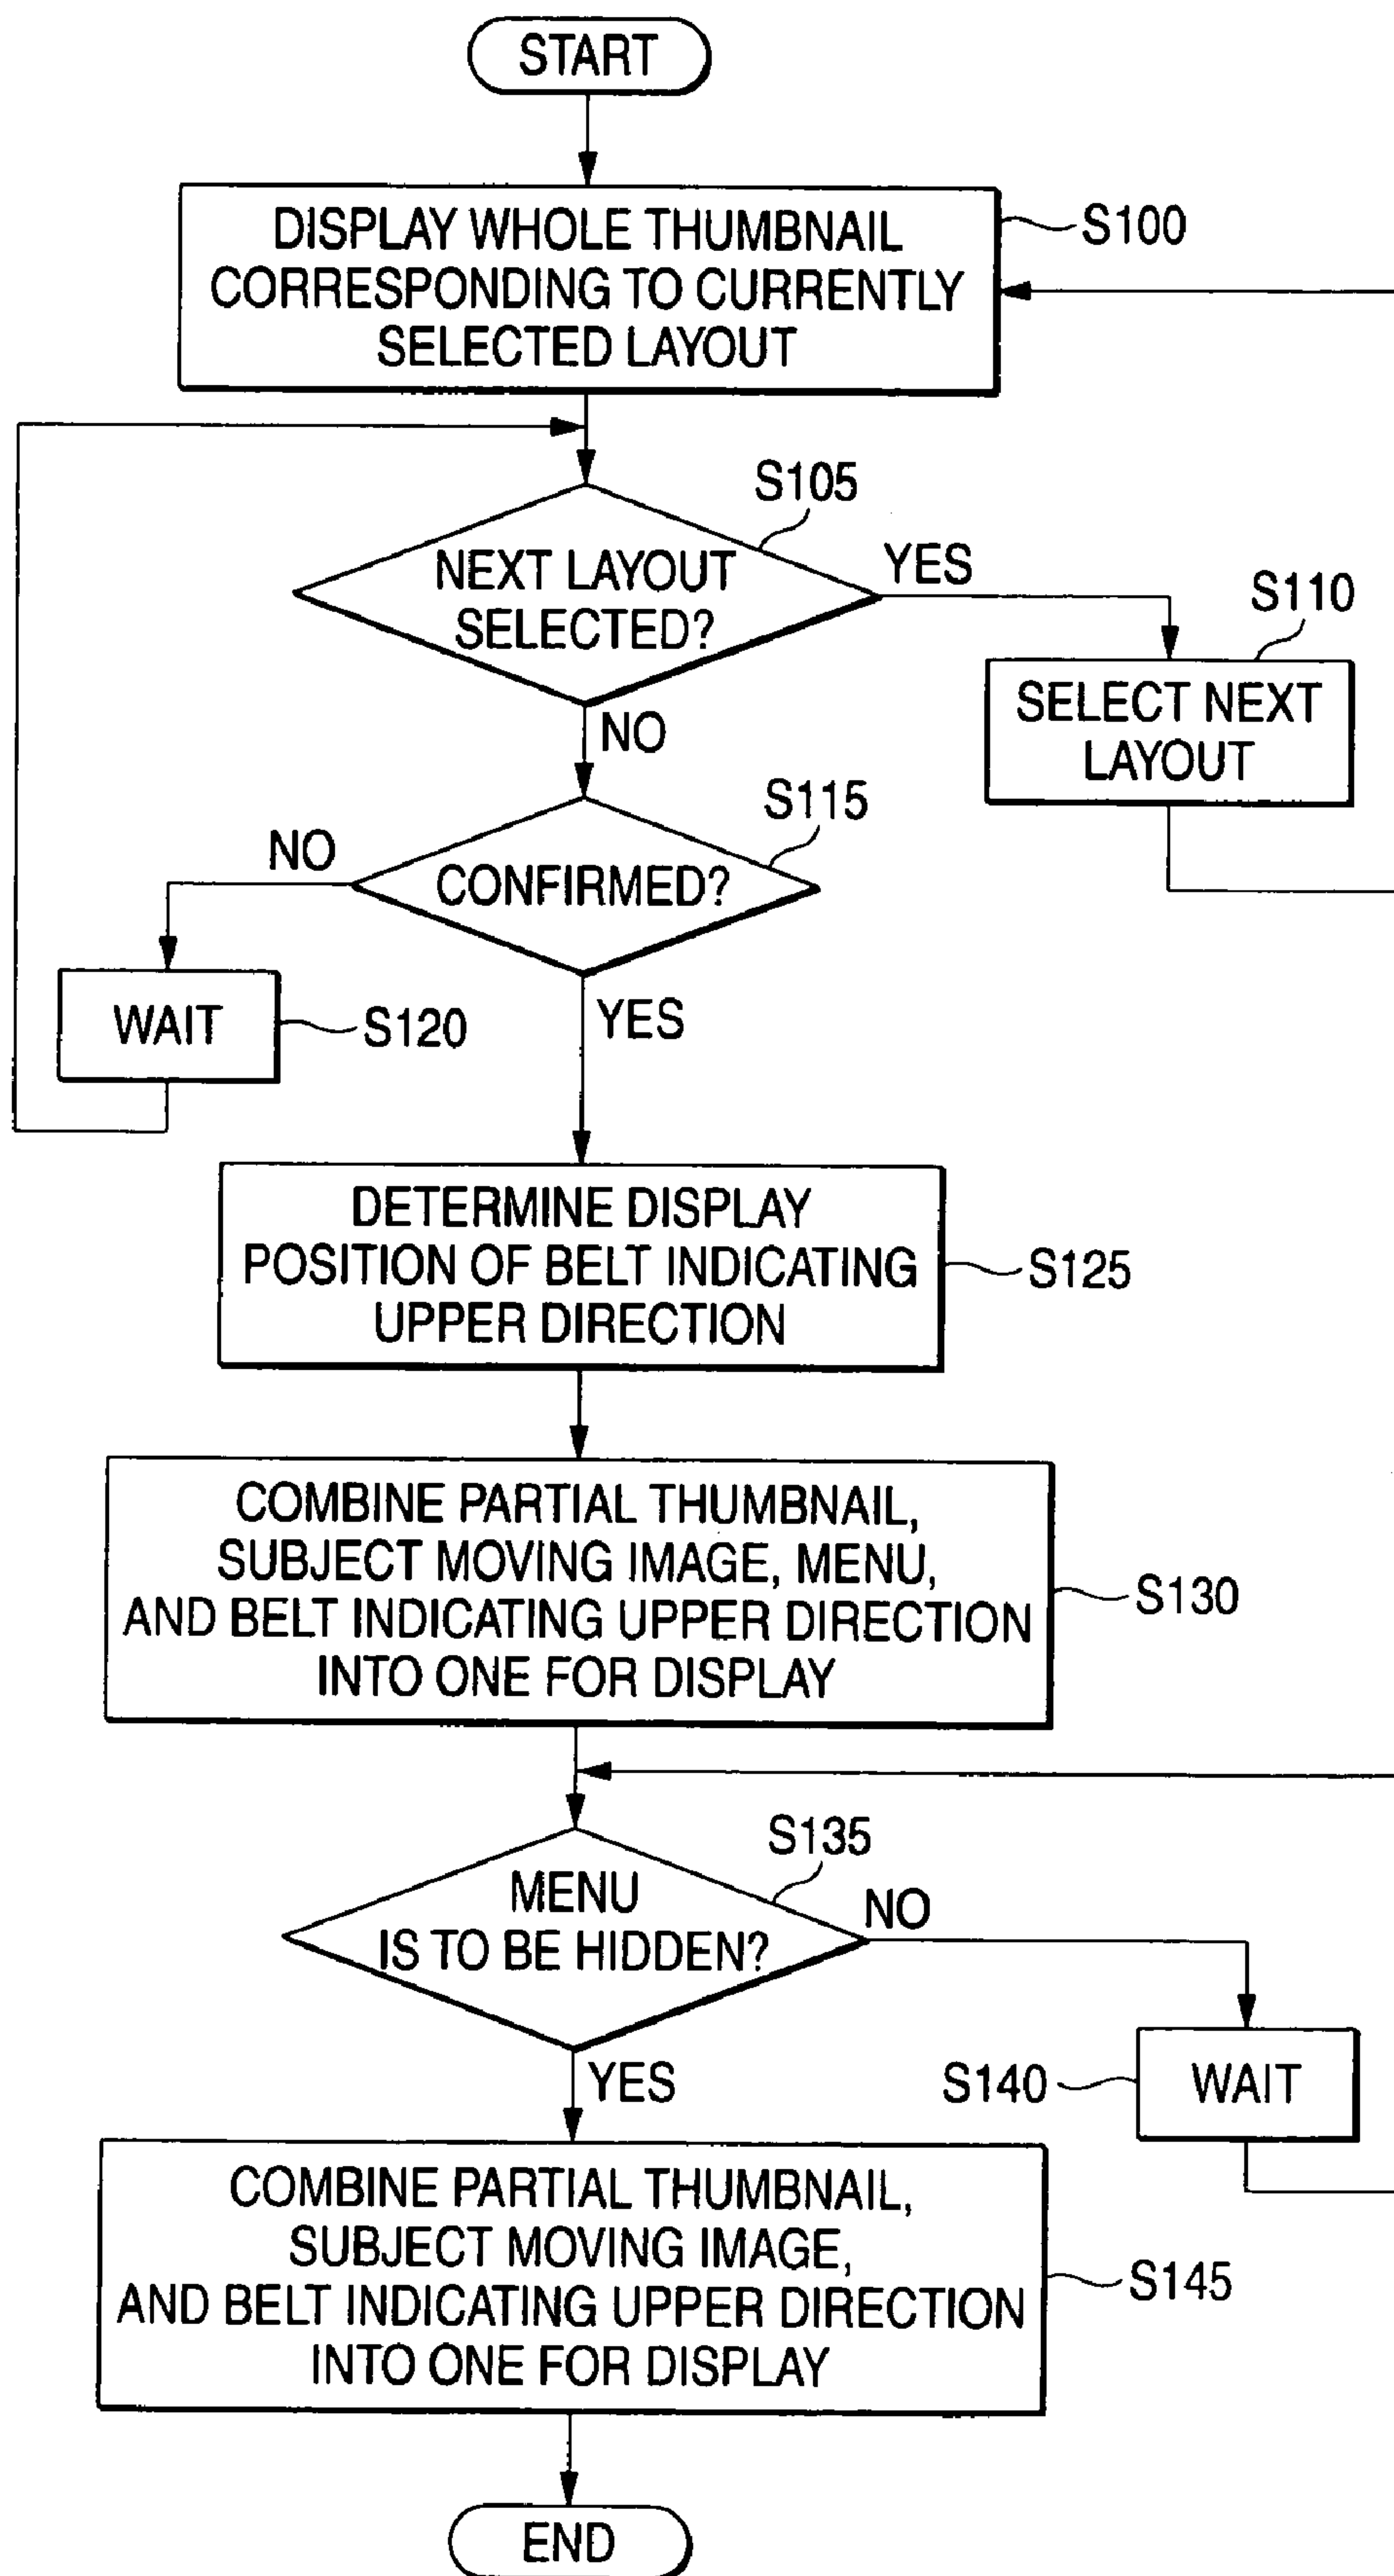 START
DISPLAY WHOLE THUMBNAIL
CORRESPONDING TO CURRENTLY
SELECTED LAYOUT
S100
S105
NEXT LAYOUT
SELECTED?
YES
NO
S110
SELECT NEXT
LAYOUT
S115
CONFIRMED?
NO
YES
WAIT
S120
DETERMINE DISPLAY
POSITION OF BELT INDICATING
UPPER DIRECTION
S125
COMBINE PARTIAL THUMBNAIL,
SUBJECT MOVING IMAGE, MENU,
AND BELT INDICATING UPPER DIRECTION
INTO ONE FOR DISPLAY
S130
S135
MENU
IS TO BE HIDDEN?
NO
YES
S140
WAIT
COMBINE PARTIAL THUMBNAIL,
SUBJECT MOVING IMAGE,
AND BELT INDICATING UPPER DIRECTION
INTO ONE FOR DISPLAY
S145
END